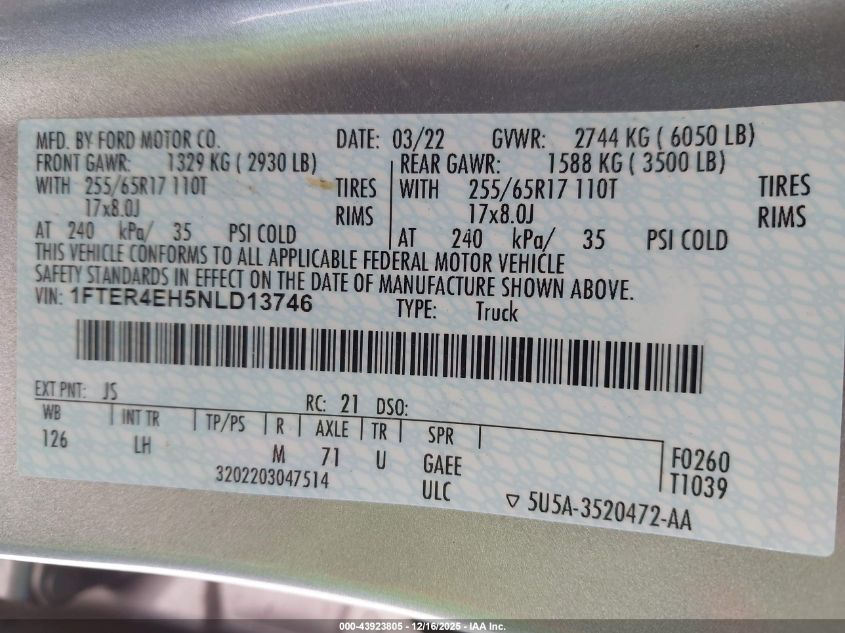 MFD. BY FORD MOTOR CO. DATE: 03/22 GVWR: 2744 KG ( 6050 LB)
FRONT GAWR: 1329 KG ( 2930 LB) REAR GAWR: 1588 KG ( 3500 LB)
WITH 255/65R17 110T TIRES WITH 255/65R17 110T TIRES
17x8.0J RIMS 17x8.0J RIMS
AT 240 kPa/ 35 PSI COLD AT 240 kPa/ 35 PSI COLD
THIS VEHICLE CONFORMS TO ALL APPLICABLE FEDERAL MOTOR VEHICLE
SAFETY STANDARDS IN EFFECT ON THE DATE OF MANUFACTURE SHOWN ABOVE.
VIN: 1FTER4EH5NLD13746 TYPE: Truck
EXT PNT: JS RC: 21 DSO:
WB INT TR TP/PS R AXLE TR SPR
126 LH M 71 U GAEE F0260
3202203047514 ULC T1039
▽ 5U5A-3520472-AA
000-43923805 - 12/16/2025 - IAA Inc.